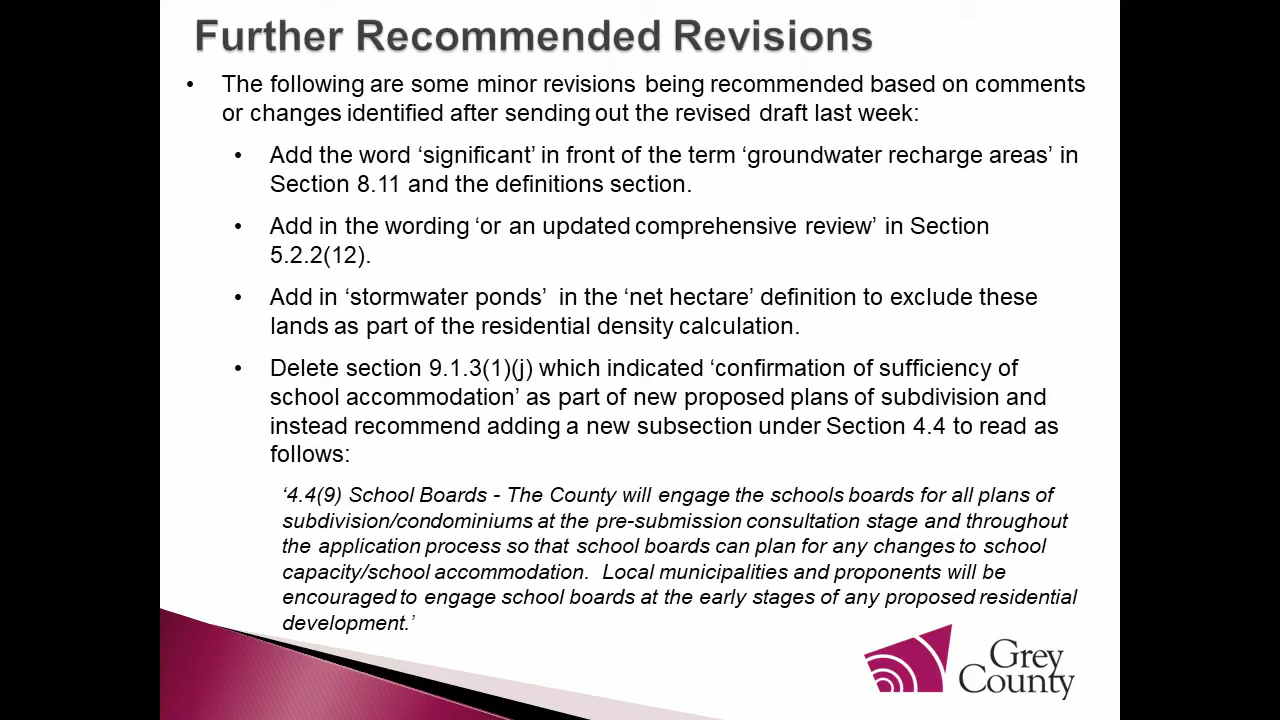 Further Recommended Revisions
• The following are some minor revisions being recommended based on comments
or changes identified after sending out the revised draft last week:
• Add the word ‘significant’ in front of the term ‘groundwater recharge areas’ in
Section 8.11 and the definitions section.
• Add in the wording ‘or an updated comprehensive review’ in Section
5.2.2(12).
• Add in ‘stormwater ponds’  in the ‘net hectare’ definition to exclude these
lands as part of the residential density calculation.
• Delete section 9.1.3(1)(j) which indicated ‘confirmation of sufficiency of
school accommodation’ as part of new proposed plans of subdivision and
instead recommend adding a new subsection under Section 4.4 to read as
follows:
‘4.4(9) School Boards - The County will engage the schools boards for all plans of
subdivision/condominiums at the pre-submission consultation stage and throughout
the application process so that school boards can plan for any changes to school
capacity/school accommodation.  Local municipalities and proponents will be
encouraged to engage school boards at the early stages of any proposed residential
development.’
Grey
County